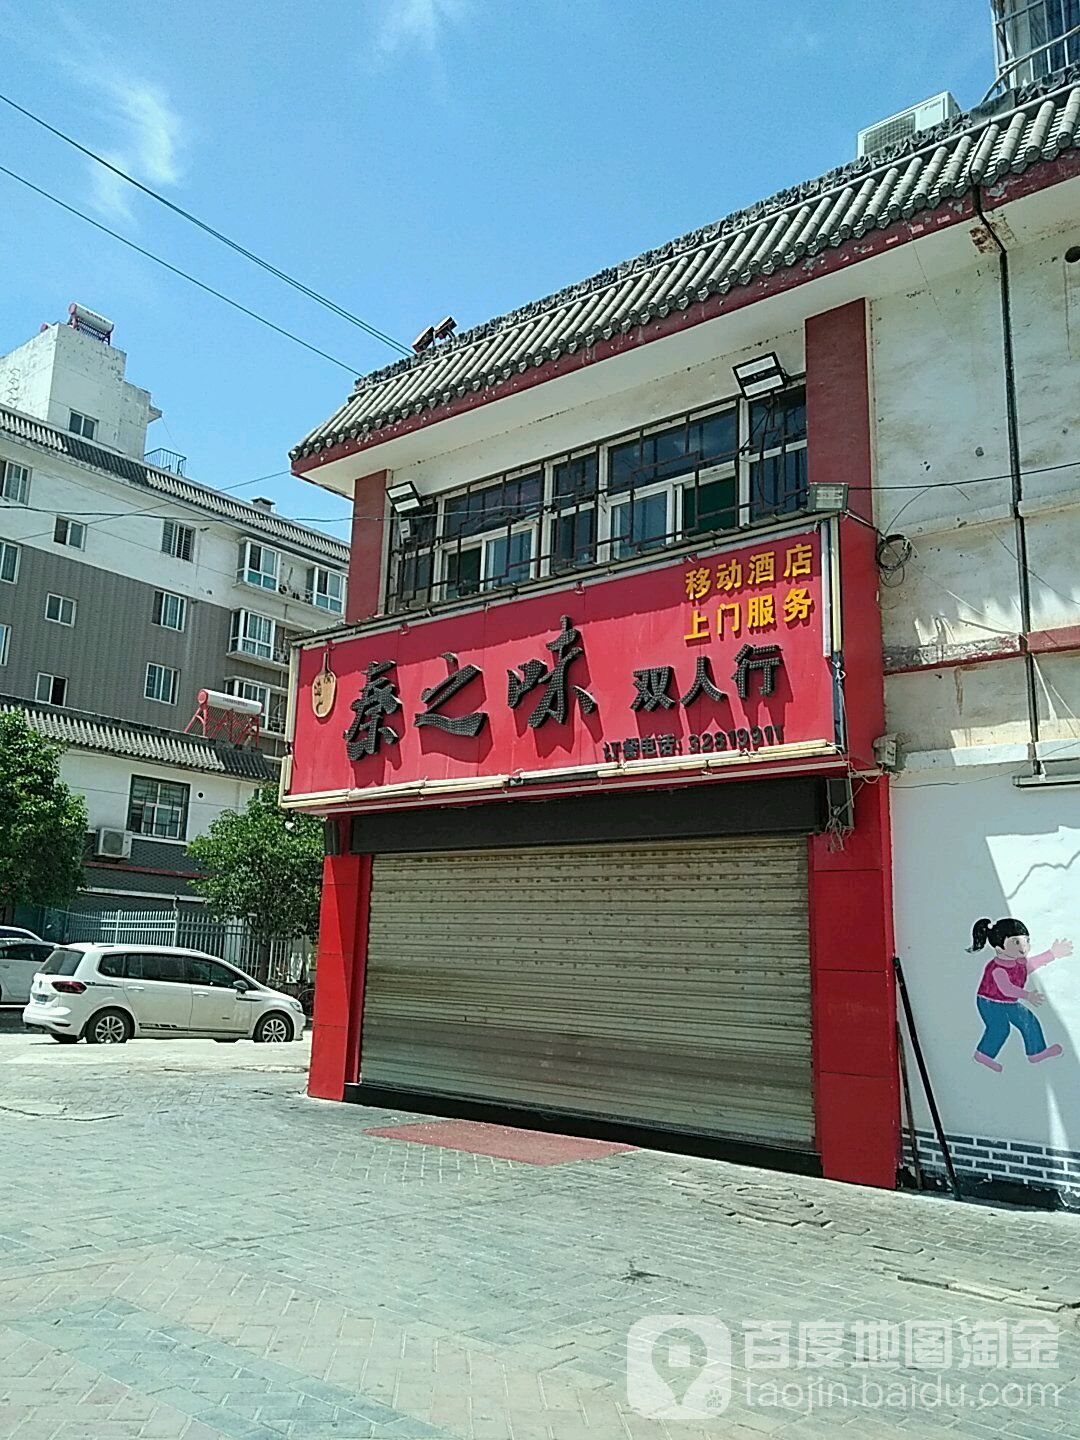 移动酒店
上门服务
秦之味 双人行
订餐电话: 3281991
百度地图淘金
taojin.baidu.com